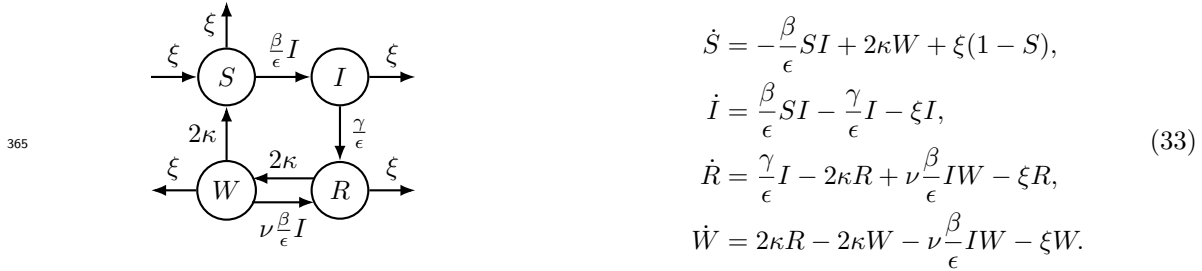 ξ
ξ S β/ϵ I I ξ
365
2κ γ/ϵ
ξ W 2κ R ξ
ν β/ϵ I
Ṡ = −β/ϵ SI + 2κW + ξ(1 − S),
İ = β/ϵ SI − γ/ϵ I − ξI,
Ṙ = γ/ϵ I − 2κR + ν β/ϵ IW − ξR,
Ẇ = 2κR − 2κW − ν β/ϵ IW − ξW.
(33)